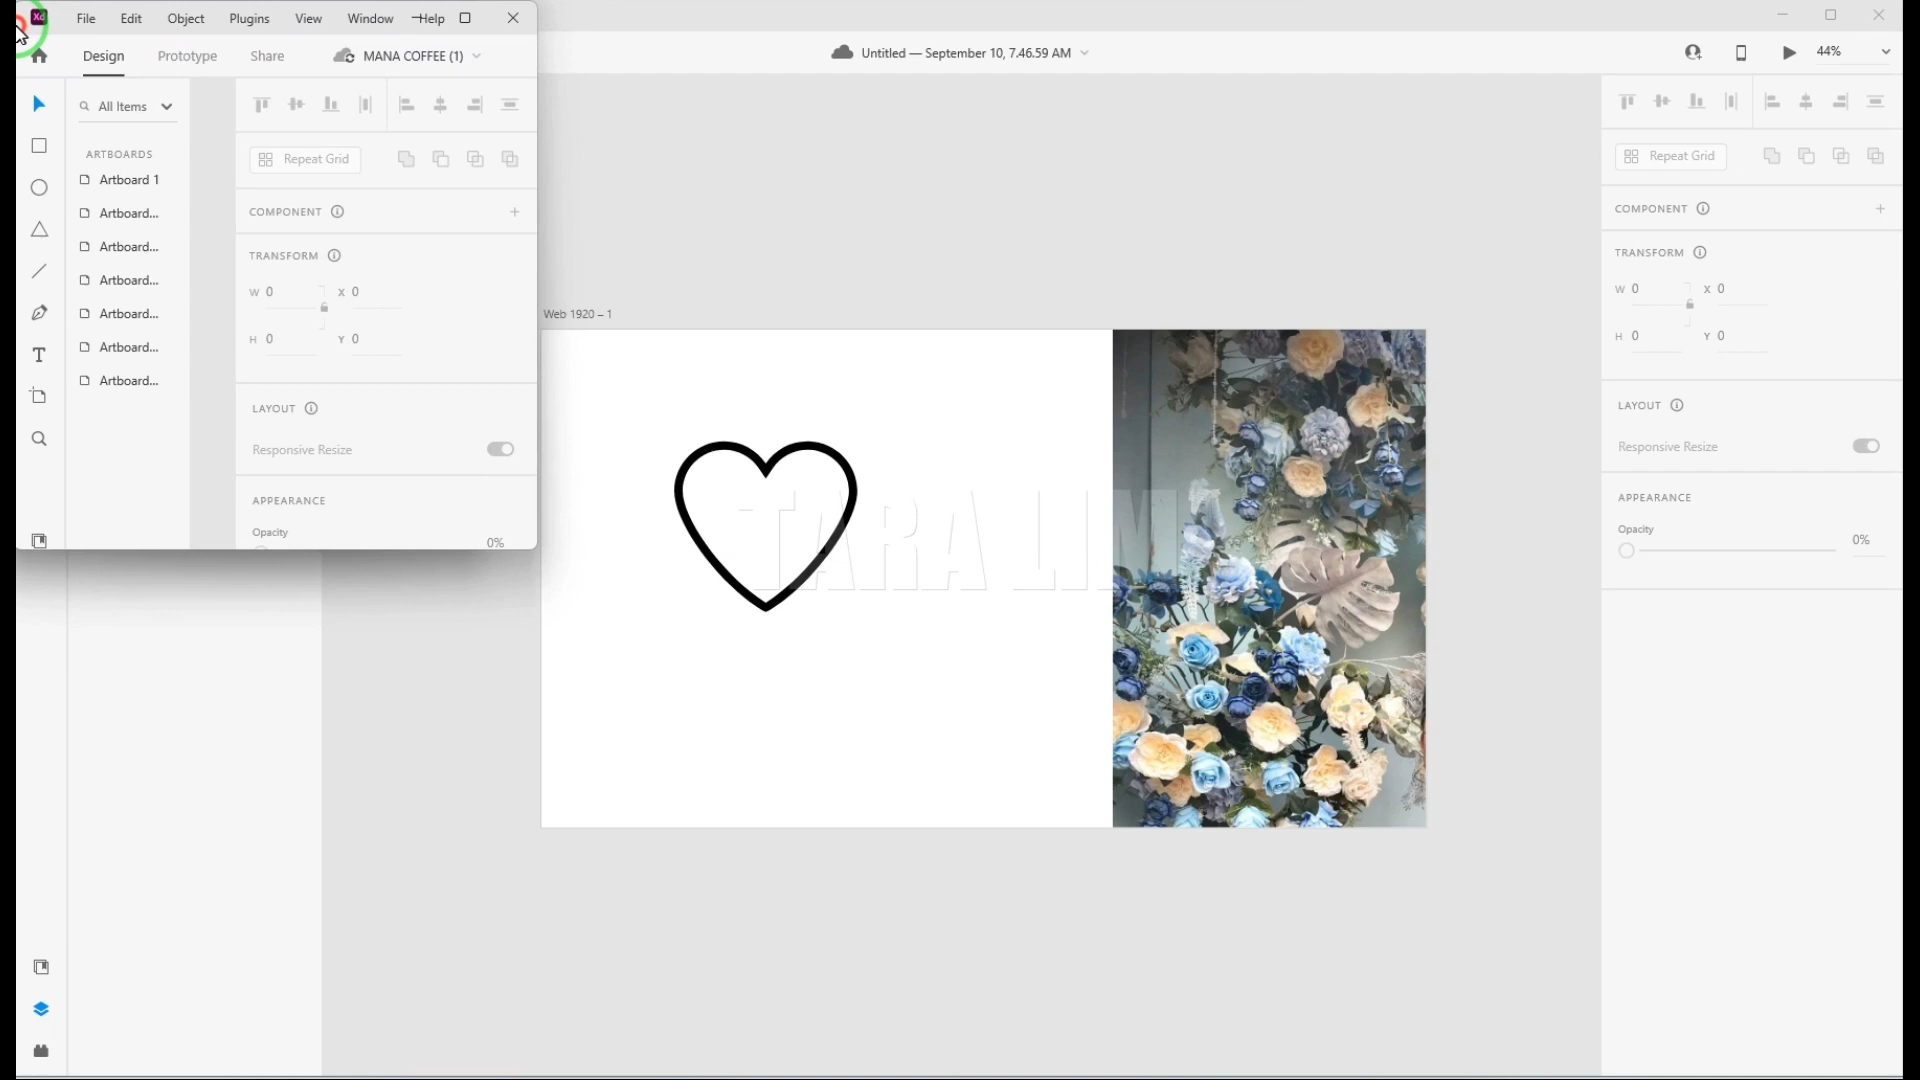 Xd File Edit Object Plugins View Window Help
Design Prototype Share MANA COFFEE (1)
Untitled — September 10, 7.46.59 AM
44%
All Items
ARTBOARDS
Artboard 1
Artboard...
Artboard...
Artboard...
Artboard...
Artboard...
Artboard...
Repeat Grid
COMPONENT
TRANSFORM
W 0 X 0
H 0 Y 0
LAYOUT
Responsive Resize
APPEARANCE
Opacity
0%
Web 1920 – 1
Repeat Grid
COMPONENT
TRANSFORM
W 0 X 0
H 0 Y 0
LAYOUT
Responsive Resize
APPEARANCE
Opacity
0%